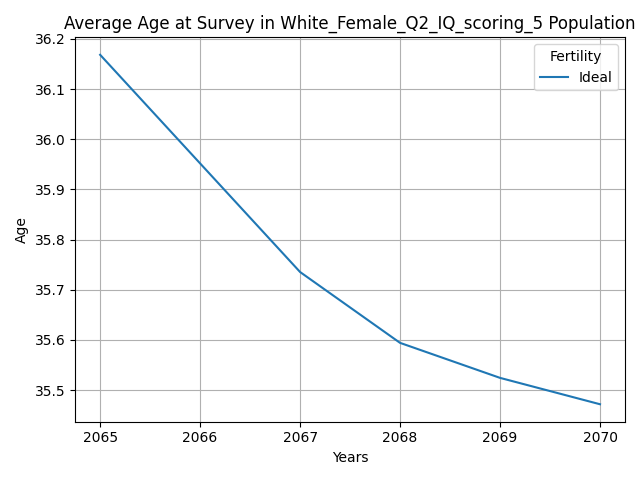 Average Age at Survey in White_Female_Q2_IQ_scoring_5 Population
36.2
36.1
36.0
35.9
35.8
35.7
35.6
35.5
Age
Fertility
Ideal
2065 2066 2067 2068 2069 2070
Years